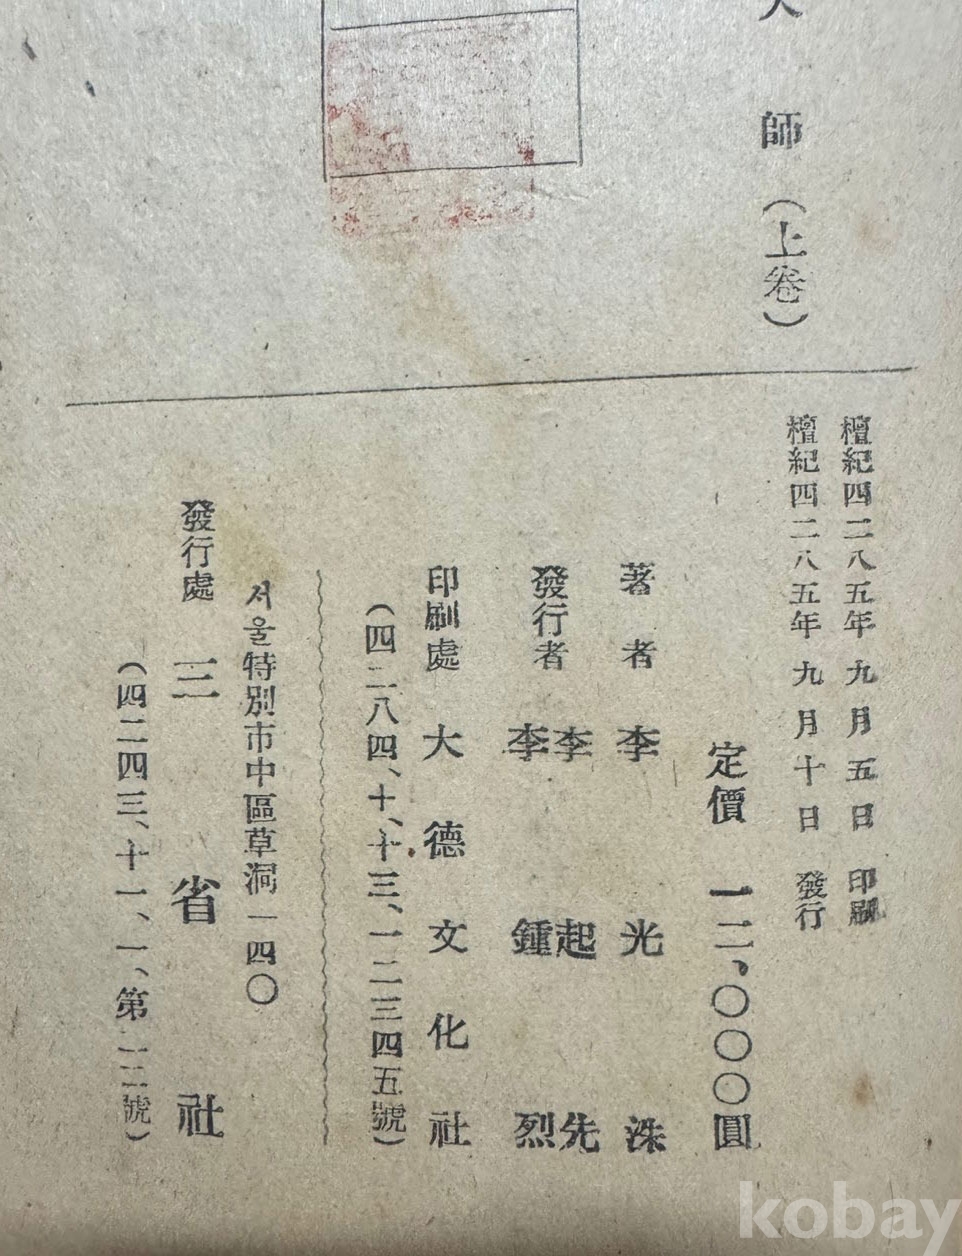 大師（上卷）
檀紀四二八五年九月五日 印刷
檀紀四二八五年九月十日 發行
定價 一二、〇〇〇圓
著者 李光洙
發行者 李起先
李鍾烈
印刷處 大德文化社
（四二八四、十、十三、一二三四五號）
서울特別市中區草洞一四〇
發行處 三省社
（四二四三、十一、一、第一二號）
kobay